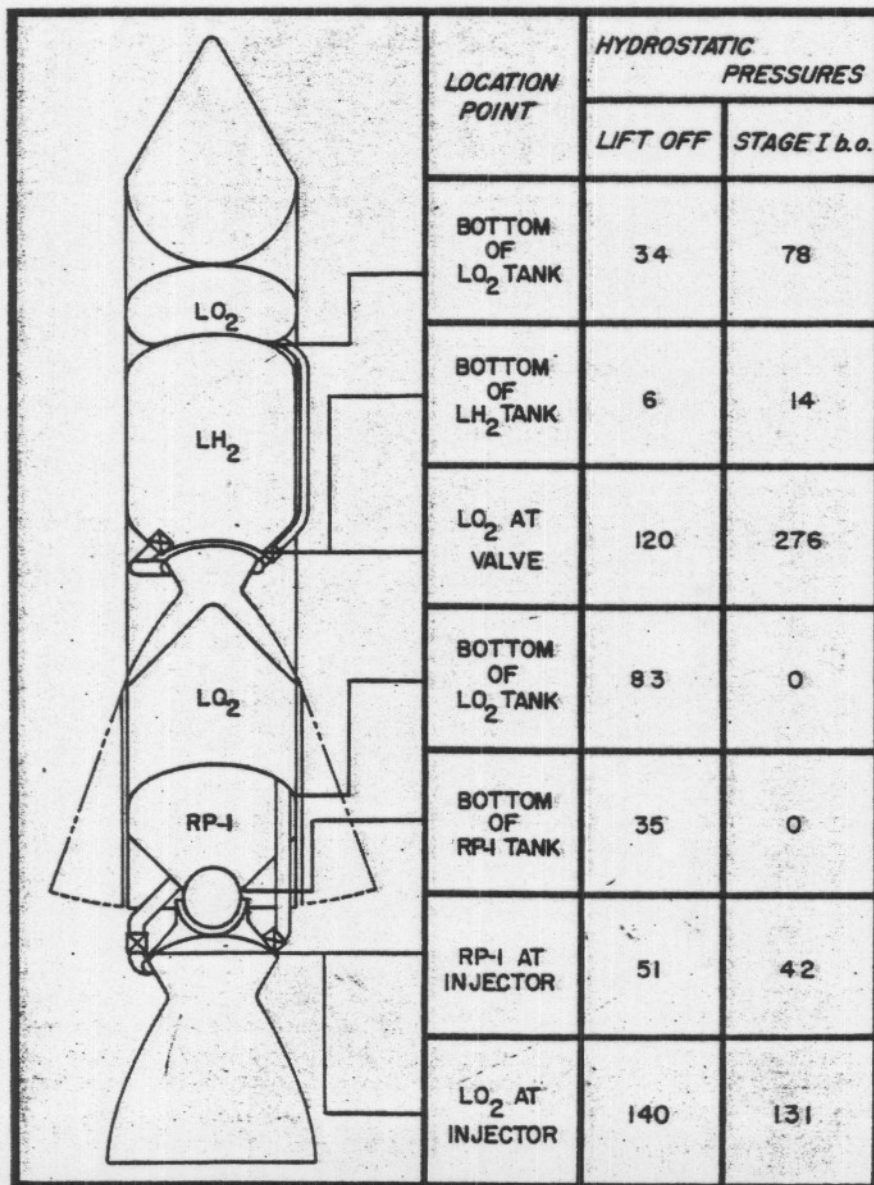 LOCATION
POINT
HYDROSTATIC
PRESSURES
LIFT OFF
STAGE I b.o.
BOTTOM
OF
LO2 TANK
34
78
BOTTOM
OF
LH2 TANK
6
14
LO2 AT
VALVE
120
276
BOTTOM
OF
LO2 TANK
83
0
BOTTOM
OF
RP-1 TANK
35
0
RP-1 AT
INJECTOR
51
42
LO2 AT
INJECTOR
140
131
LO2
LH2
LO2
RP-1